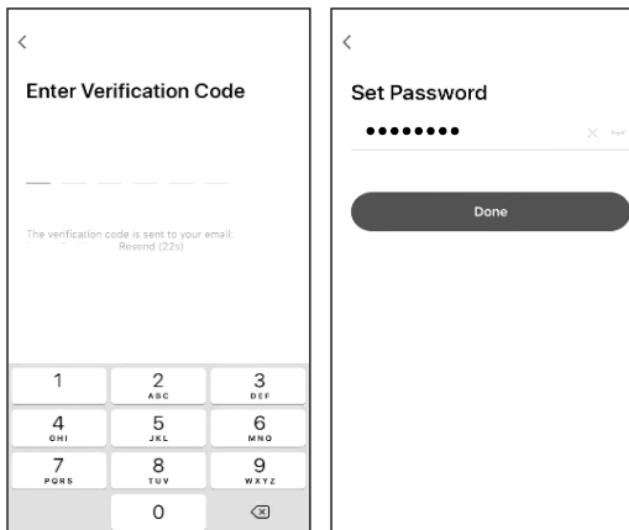 Enter Verification Code
The verification code is sent to your email:
Resend (22s)
1
2
ABC
3
DEF
4
GHI
5
JKL
6
MNO
7
PQRS
8
TUV
9
WXYZ
0
Set Password
Done